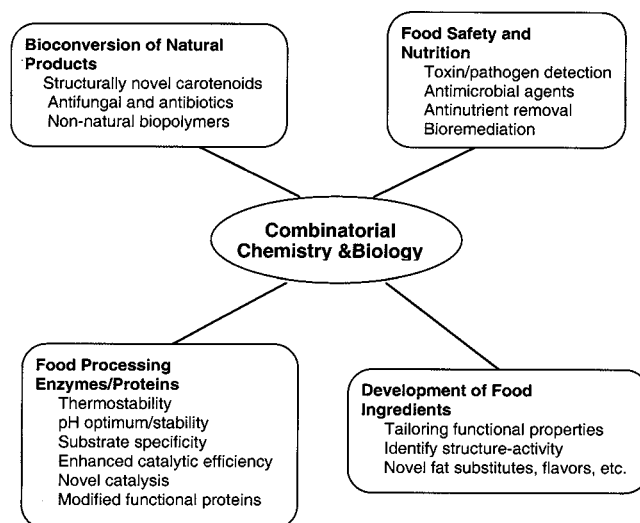 Bioconversion of Natural
Products
Structurally novel carotenoids
Antifungal and antibiotics
Non-natural biopolymers
Food Safety and
Nutrition
Toxin/pathogen detection
Antimicrobial agents
Antinutrient removal
Bioremediation
Combinatorial
Chemistry &Biology
Food Processing
Enzymes/Proteins
Thermostability
pH optimum/stability
Substrate specificity
Enhanced catalytic efficiency
Novel catalysis
Modified functional proteins
Development of Food
Ingredients
Tailoring functional properties
Identify structure-activity
Novel fat substitutes, flavors, etc.